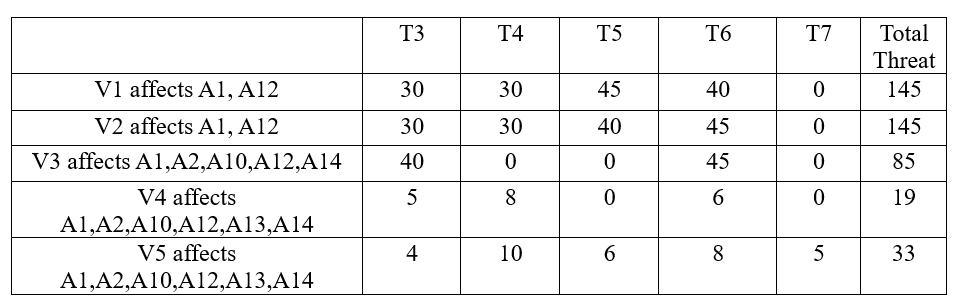 T3 T4 T5 T6 T7 Total
Threat
V1 affects A1, A12 30 30 45 40 0 145
V2 affects A1, A12 30 30 40 45 0 145
V3 affects A1,A2,A10,A12,A14 40 0 0 45 0 85
V4 affects 5 8 0 6 0 19
A1,A2,A10,A12,A13,A14
V5 affects 4 10 6 8 5 33
A1,A2,A10,A12,A13,A14